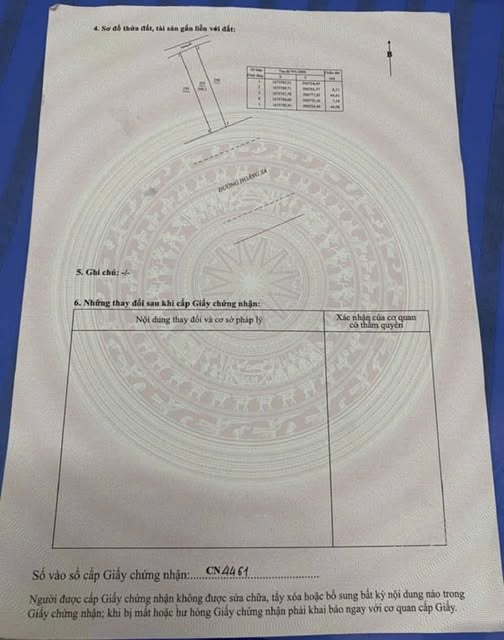 4. Sơ đồ thửa đất, tài sản gắn liền với đất:
B
ĐƯỜNG HOÀNG SA
5. Ghi chú: -/-
6. Những thay đổi sau khi cấp Giấy chứng nhận:
Nội dung thay đổi và cơ sở pháp lý
Xác nhận của cơ quan
có thẩm quyền
Số vào sổ cấp Giấy chứng nhận: CN4461
Người được cấp Giấy chứng nhận không được sửa chữa, tẩy xóa hoặc bổ sung bất kỳ nội dung nào trong
Giấy chứng nhận; khi bị mất hoặc hư hỏng Giấy chứng nhận phải khai báo ngay với cơ quan cấp Giấy.